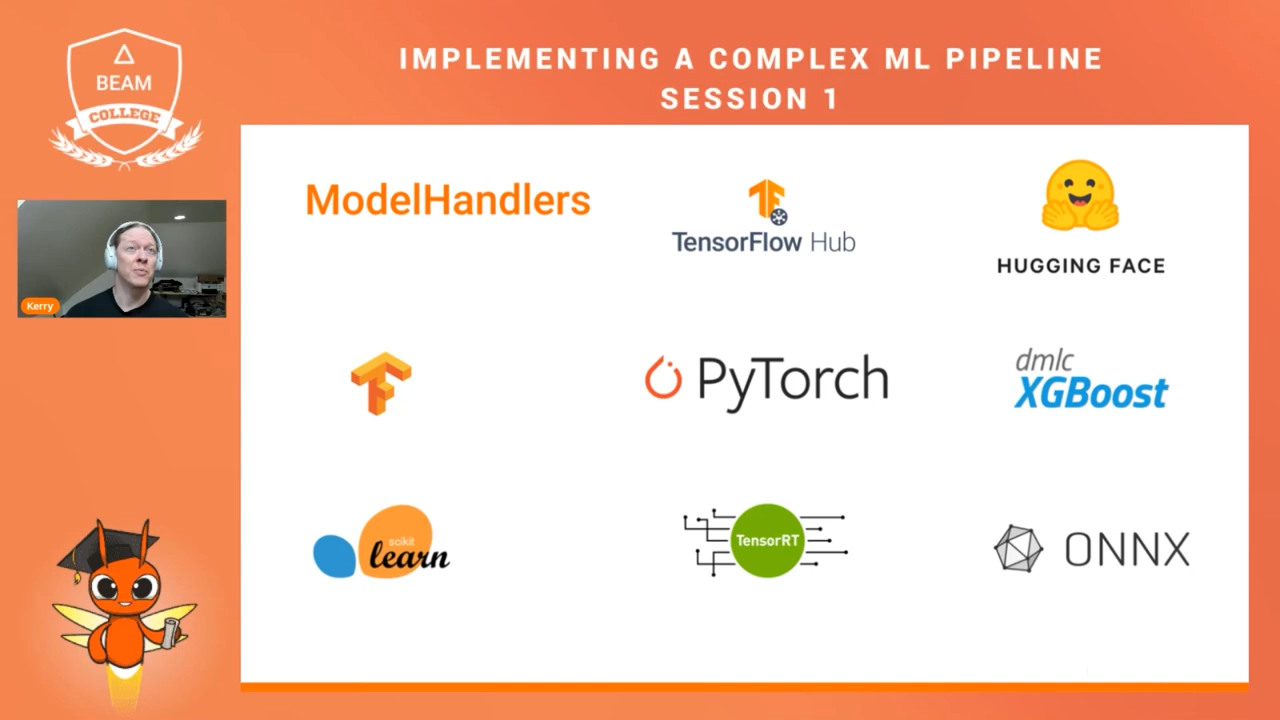 IMPLEMENTING A COMPLEX ML PIPELINE
SESSION 1
BEAM
COLLEGE
Kerry
ModelHandlers
TensorFlow Hub
HUGGING FACE
PyTorch
dmlc
XGBoost
scikit
learn
TensorRT
ONNX